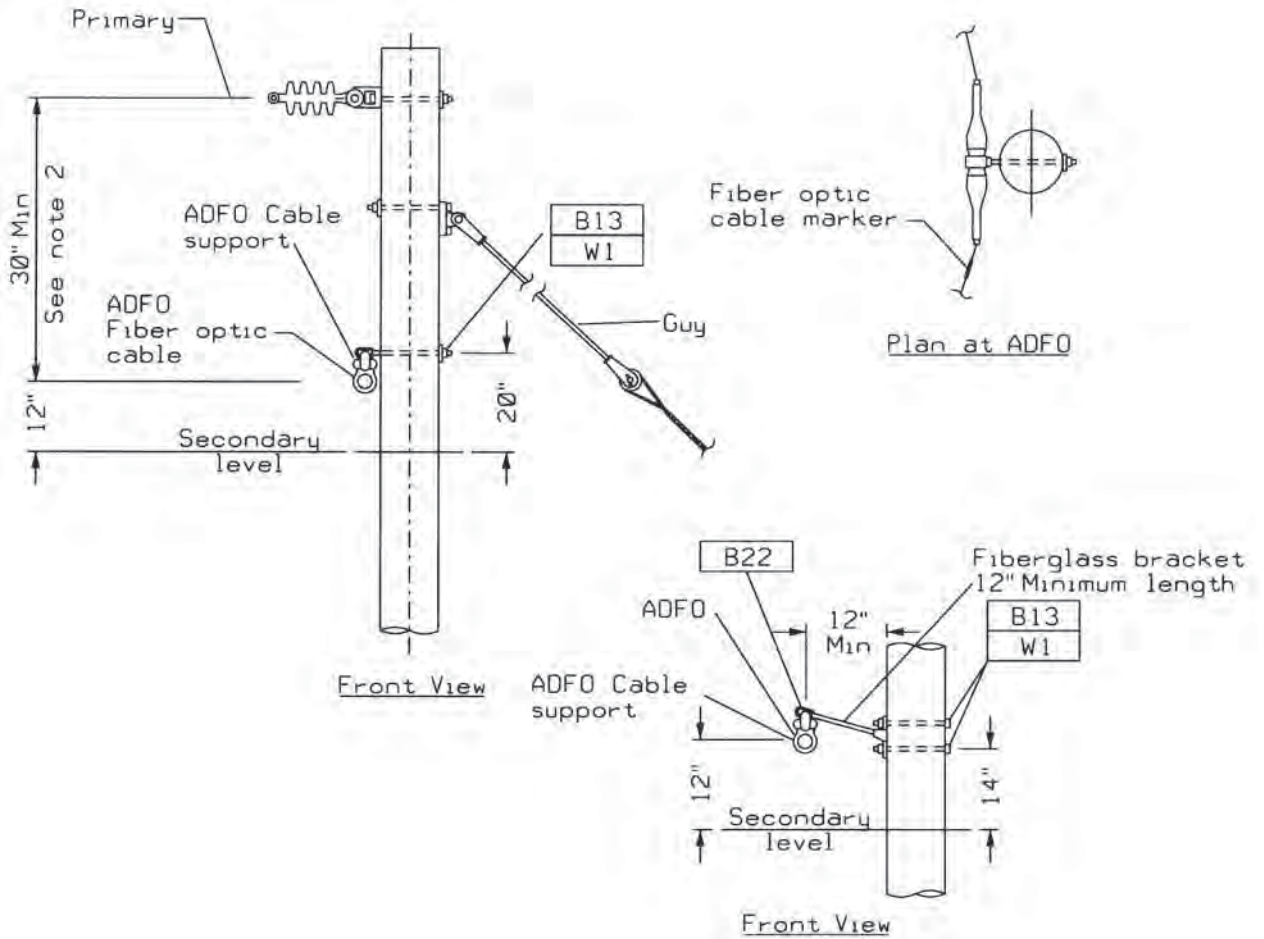 Primary
30" Min
See note 2
ADFO Cable
support
B13
W1
ADFO
Fiber optic
cable
Guy
12"
20"
Secondary
level
Front View
Fiber optic
cable marker
Plan at ADFO
B22
Fiberglass bracket
12" Minimum length
ADFO
12"
Min
B13
W1
ADFO Cable
support
12"
14"
Secondary
level
Front View